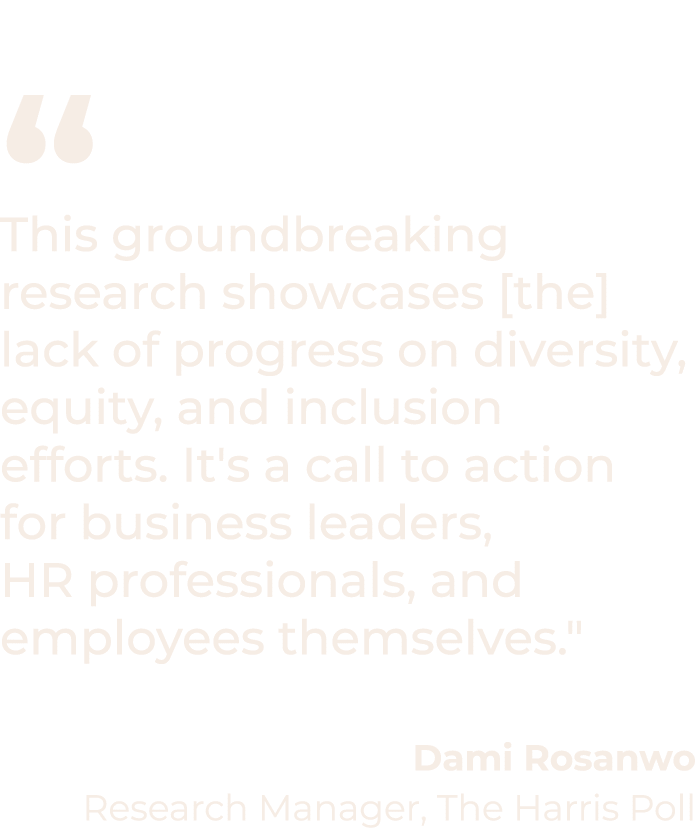 “
This groundbreaking
research showcases [the]
lack of progress on diversity,
equity, and inclusion
efforts. It's a call to action
for business leaders,
HR professionals, and
employees themselves."
Dami Rosanwo
Research Manager, The Harris Poll